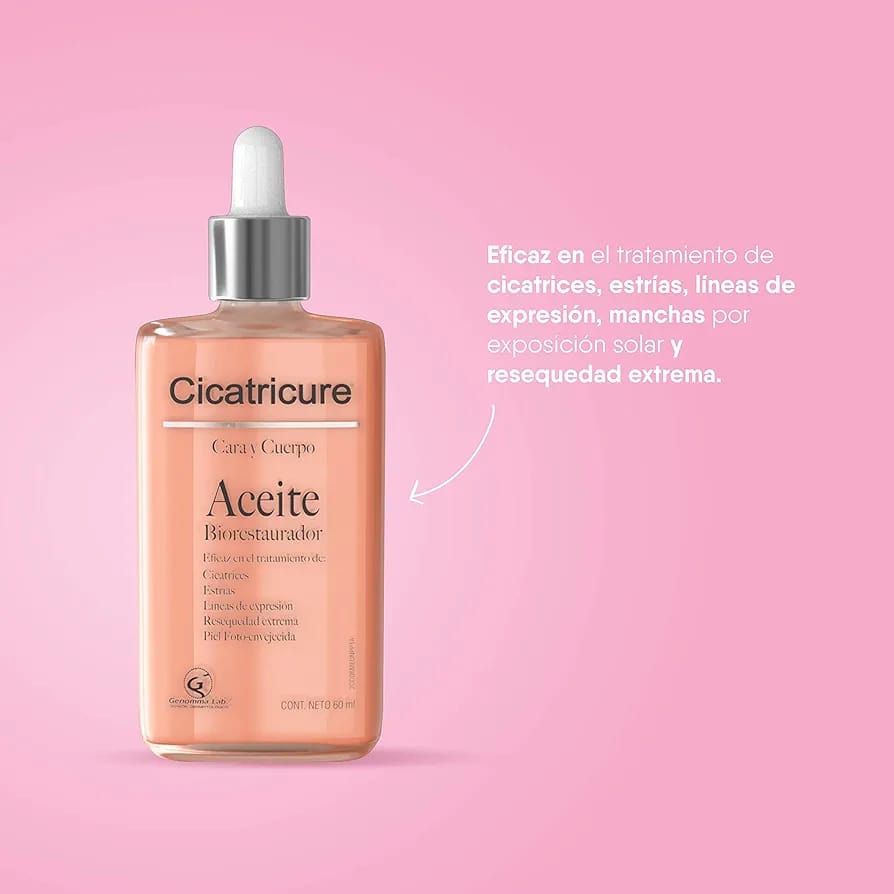 Eficaz en el tratamiento de
cicatrices, estrías, líneas de
expresión, manchas por
exposición solar y
resequedad extrema.
Cicatricure
Cara y Cuerpo
Aceite
Biorestaurador
Eficaz en el tratamiento de:
Cicatrices
Estrías
Líneas de expresión
Resequedad extrema
Piel Foto-envejecida
Genomma Lab.
CONT. NETO 60 ml